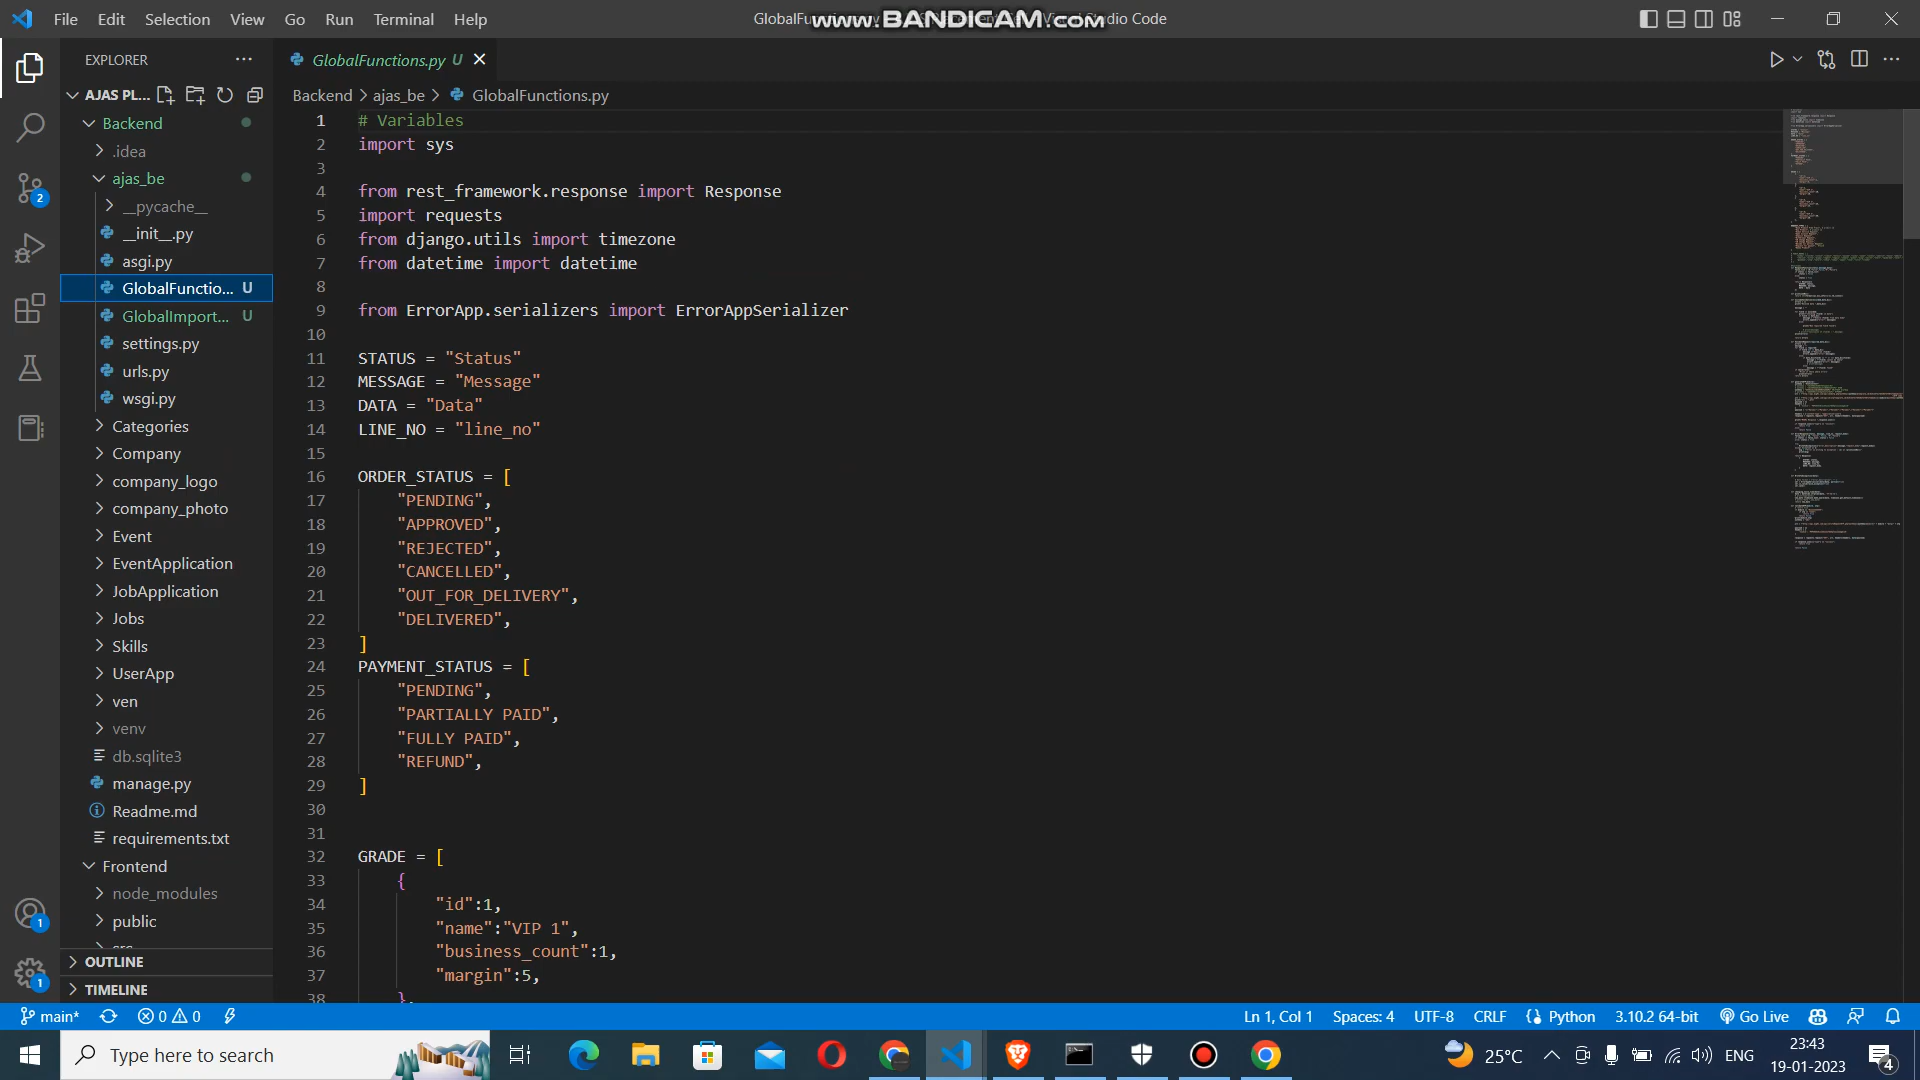 File Edit Selection View Go Run Terminal Help
www.BANDICAM.com
Studio Code
EXPLORER
GlobalFunctions.py U
AJAS PL...
Backend > ajas_be > GlobalFunctions.py
Backend
.idea
ajas_be
__pycache__
__init__.py
asgi.py
GlobalFunctio... U
GlobalImport... U
settings.py
urls.py
wsgi.py
Categories
Company
company_logo
company_photo
Event
EventApplication
JobApplication
Jobs
Skills
UserApp
ven
venv
db.sqlite3
manage.py
Readme.md
requirements.txt
Frontend
node_modules
public
OUTLINE
TIMELINE
2
1
1
1 # Variables
2 import sys
3
4 from rest_framework.response import Response
5 import requests
6 from django.utils import timezone
7 from datetime import datetime
8
9 from ErrorApp.serializers import ErrorAppSerializer
10
11 STATUS = "Status"
12 MESSAGE = "Message"
13 DATA = "Data"
14 LINE_NO = "line_no"
15
16 ORDER_STATUS = [
17 "PENDING",
18 "APPROVED",
19 "REJECTED",
20 "CANCELLED",
21 "OUT_FOR_DELIVERY",
22 "DELIVERED",
23 ]
24 PAYMENT_STATUS = [
25 "PENDING",
26 "PARTIALLY PAID",
27 "FULLY PAID",
28 "REFUND",
29 ]
30
31
32 GRADE = [
33 {
34 "id":1,
35 "name":"VIP 1",
36 "business_count":1,
37 "margin":5,
38 },
main* 0 0 Ln 1, Col 1 Spaces: 4 UTF-8 CRLF Python 3.10.2 64-bit Go Live
Type here to search
25°C ENG 23:43
19-01-2023 4